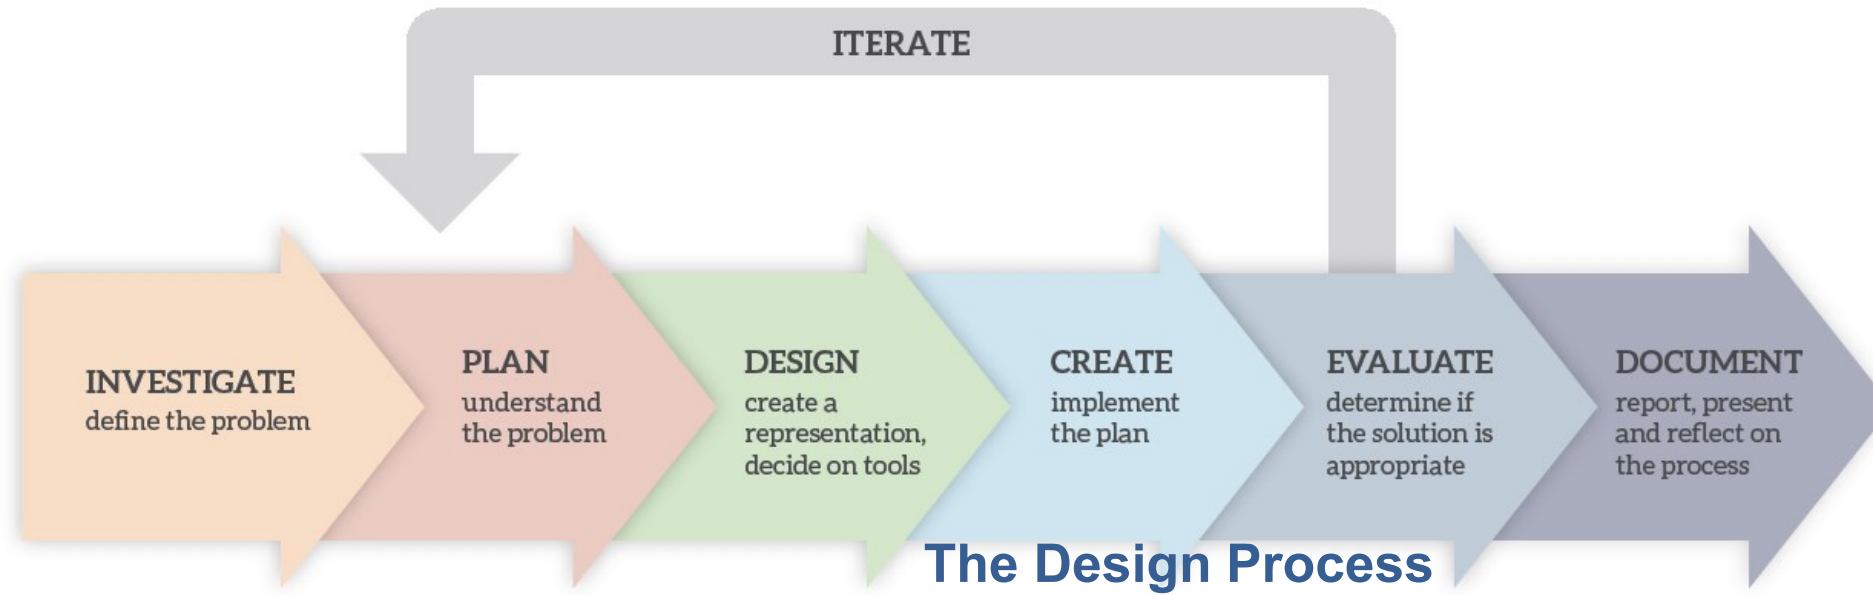 ITERATE
INVESTIGATE
define the problem
PLAN
understand
the problem
DESIGN
create a
representation,
decide on tools
CREATE
implement
the plan
EVALUATE
determine if
the solution is
appropriate
DOCUMENT
report, present
and reflect on
the process
The Design Process